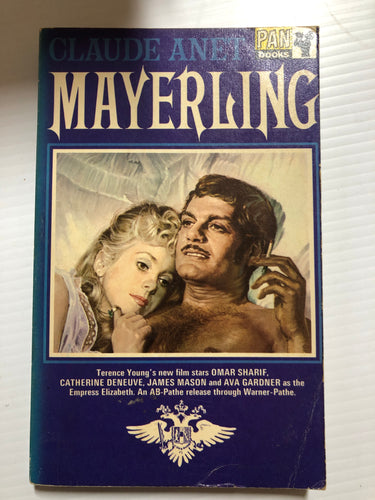 CLAUDE ANET
PAN
books
MAYERLING
Terence Young's new film stars OMAR SHARIF,
CATHERINE DENEUVE, JAMES MASON and AVA GARDNER as the
Empress Elizabeth. An AB-Pathe release through Warner-Pathe.